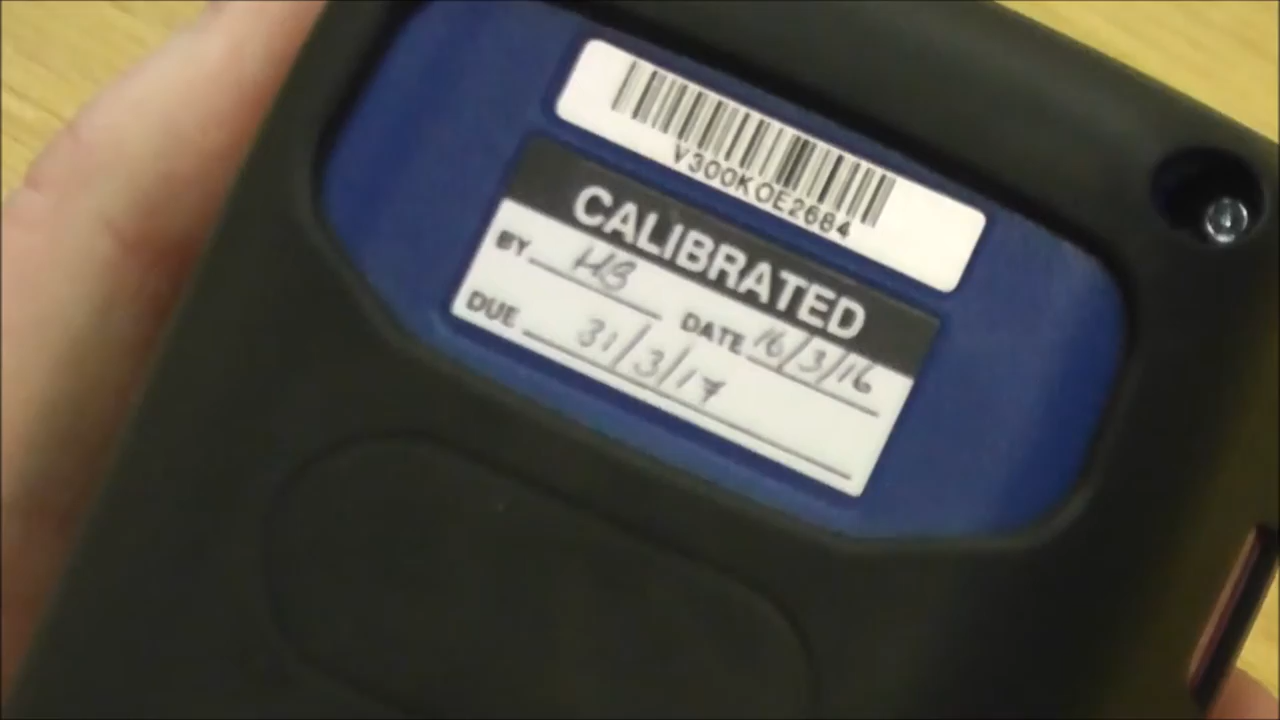 V300KOE2684
CALIBRATED
BY HB DATE 16/3/16
DUE 31/3/17